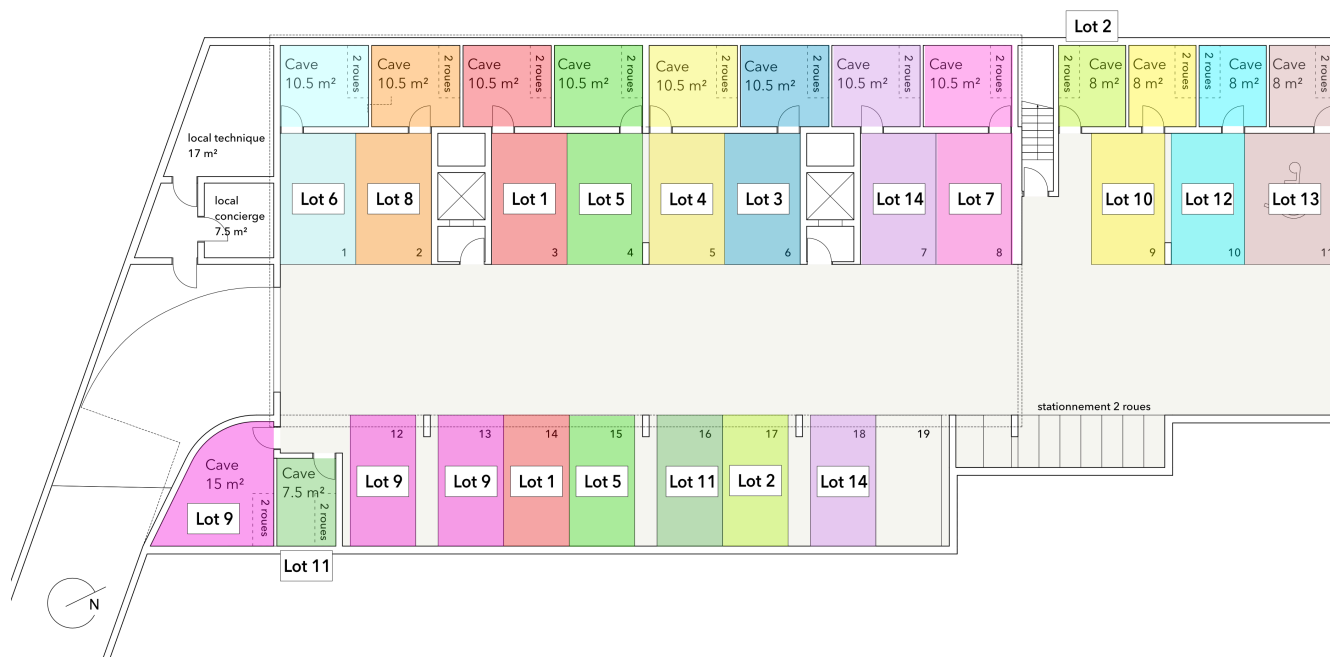 Lot 2
Cave
10.5 m²
2 roues
Cave
10.5 m²
2 roues
Cave
10.5 m²
2 roues
Cave
10.5 m²
2 roues
Cave
10.5 m²
2 roues
Cave
10.5 m²
2 roues
Cave
10.5 m²
2 roues
Cave
10.5 m²
2 roues
2 roues
Cave
8 m²
Cave
8 m²
2 roues
2 roues
Cave
8 m²
Cave
8 m²
2 roues
local technique
17 m²
local
concierge
7.5 m²
Lot 6
1
Lot 8
2
Lot 1
3
Lot 5
4
Lot 4
5
Lot 3
6
Lot 14
7
Lot 7
8
Lot 10
9
Lot 12
10
Lot 13
11
stationnement 2 roues
Cave
15 m²
Lot 9
2 roues
Cave
7.5 m²
2 roues
Lot 11
12
Lot 9
13
Lot 9
14
Lot 1
15
Lot 5
16
Lot 11
17
Lot 2
18
Lot 14
19
N